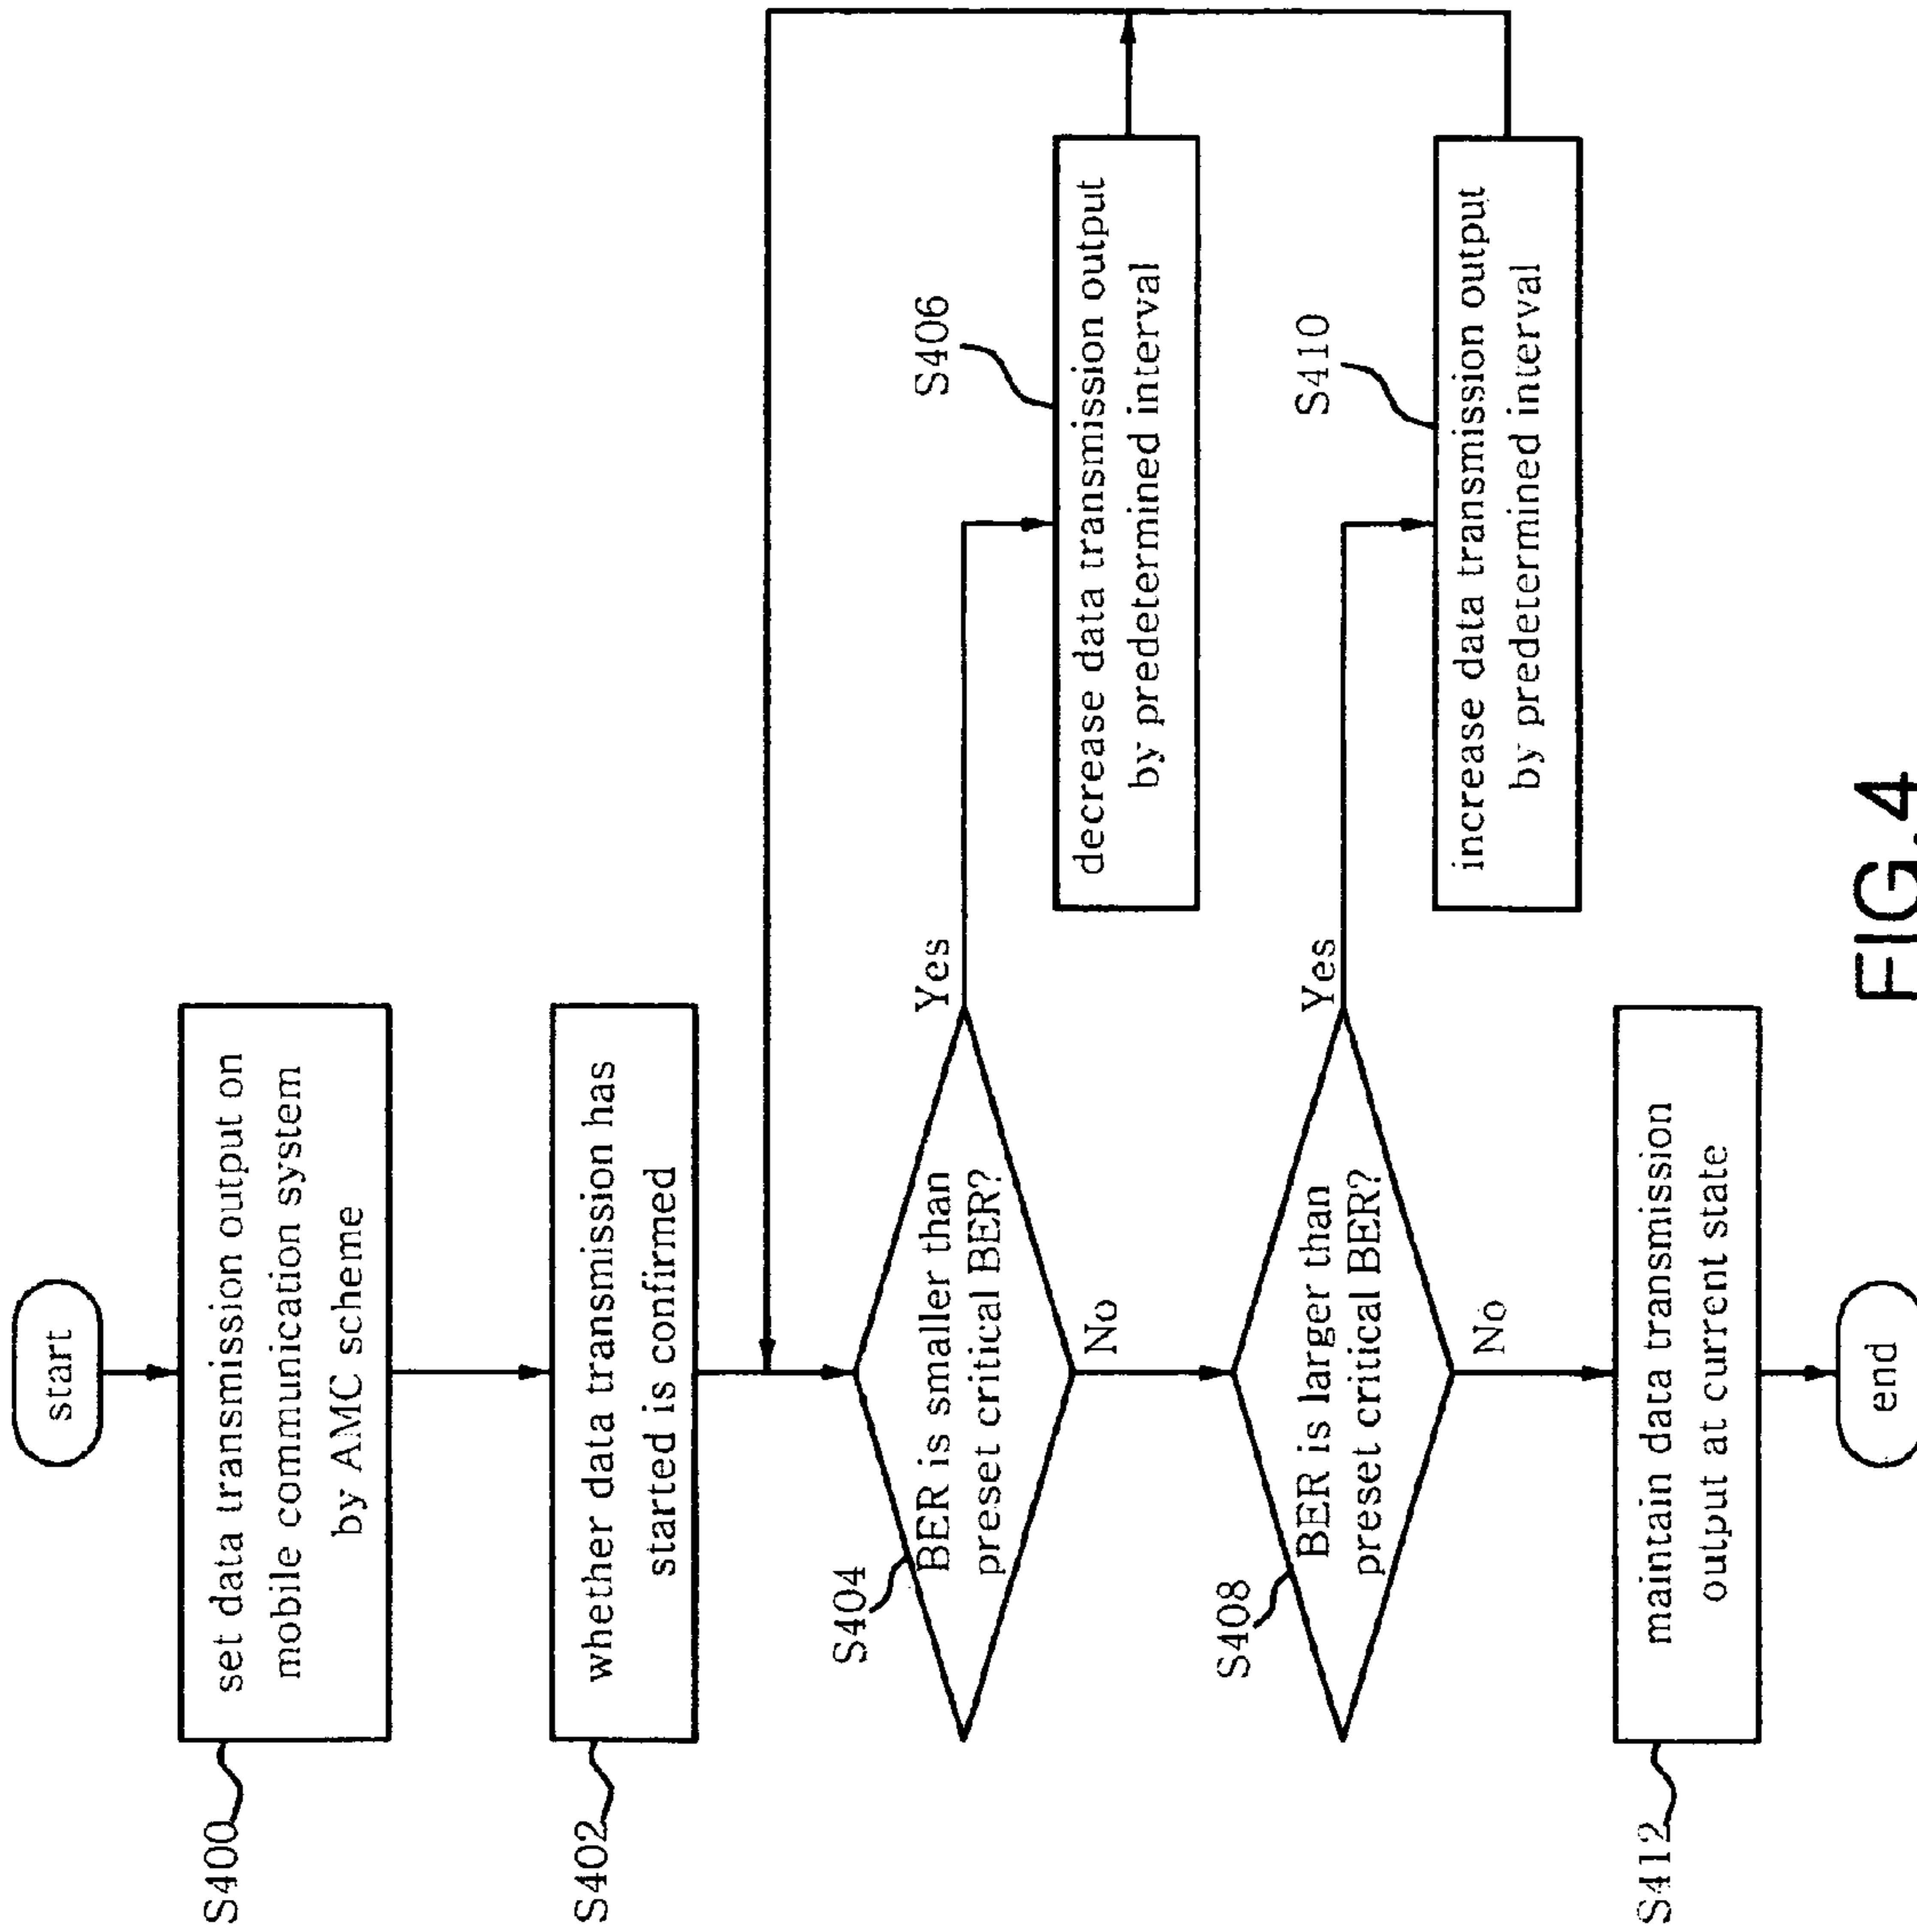 start
S400
set data transmission output on
mobile communication system
by AMC scheme
S402
whether data transmission has
started is confirmed
S404
BER is smaller than
preset critical BER?
Yes
No
S406
decrease data transmission output
by predetermined interval
S408
BER is larger than
preset critical BER?
Yes
No
S410
increase data transmission output
by predetermined interval
S412
maintain data transmission
output at current state
end
FIG.4